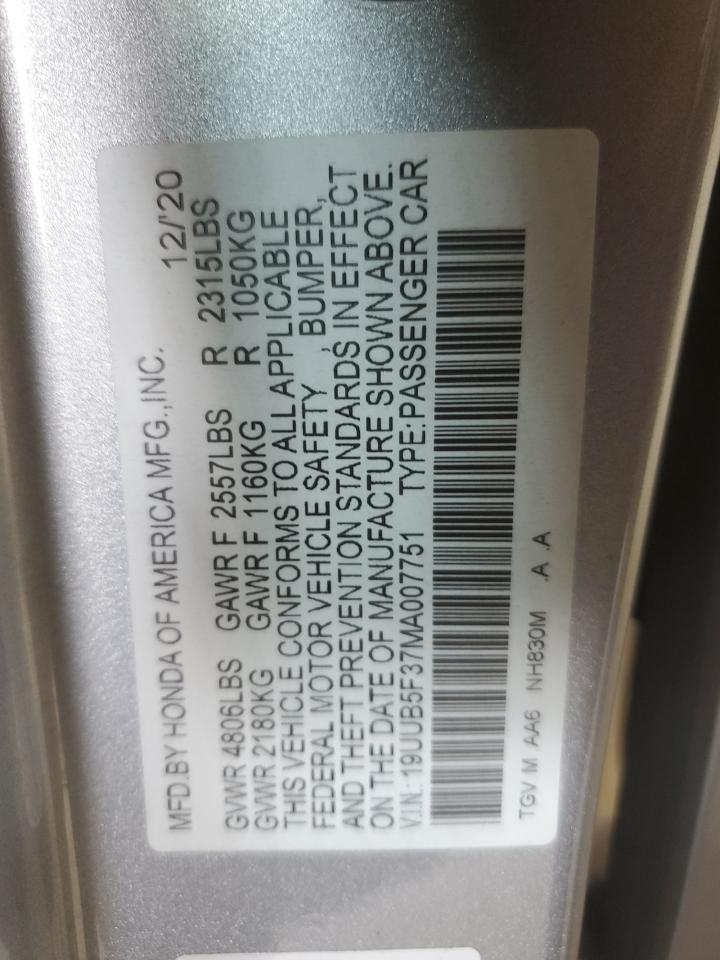 MFD.BY HONDA OF AMERICA MFG.,INC. 12/'20
GVWR 4806LBS GAWR F 2557LBS R 2315LBS
GVWR 2180KG GAWR F 1160KG R 1050KG
THIS VEHICLE CONFORMS TO ALL APPLICABLE
FEDERAL MOTOR VEHICLE SAFETY , BUMPER,
AND THEFT PREVENTION STANDARDS IN EFFECT
ON THE DATE OF MANUFACTURE SHOWN ABOVE.
V.I.N.: 19UUB5F37MA007751 TYPE:PASSENGER CAR
TGV M AA6 NH830M .A .A